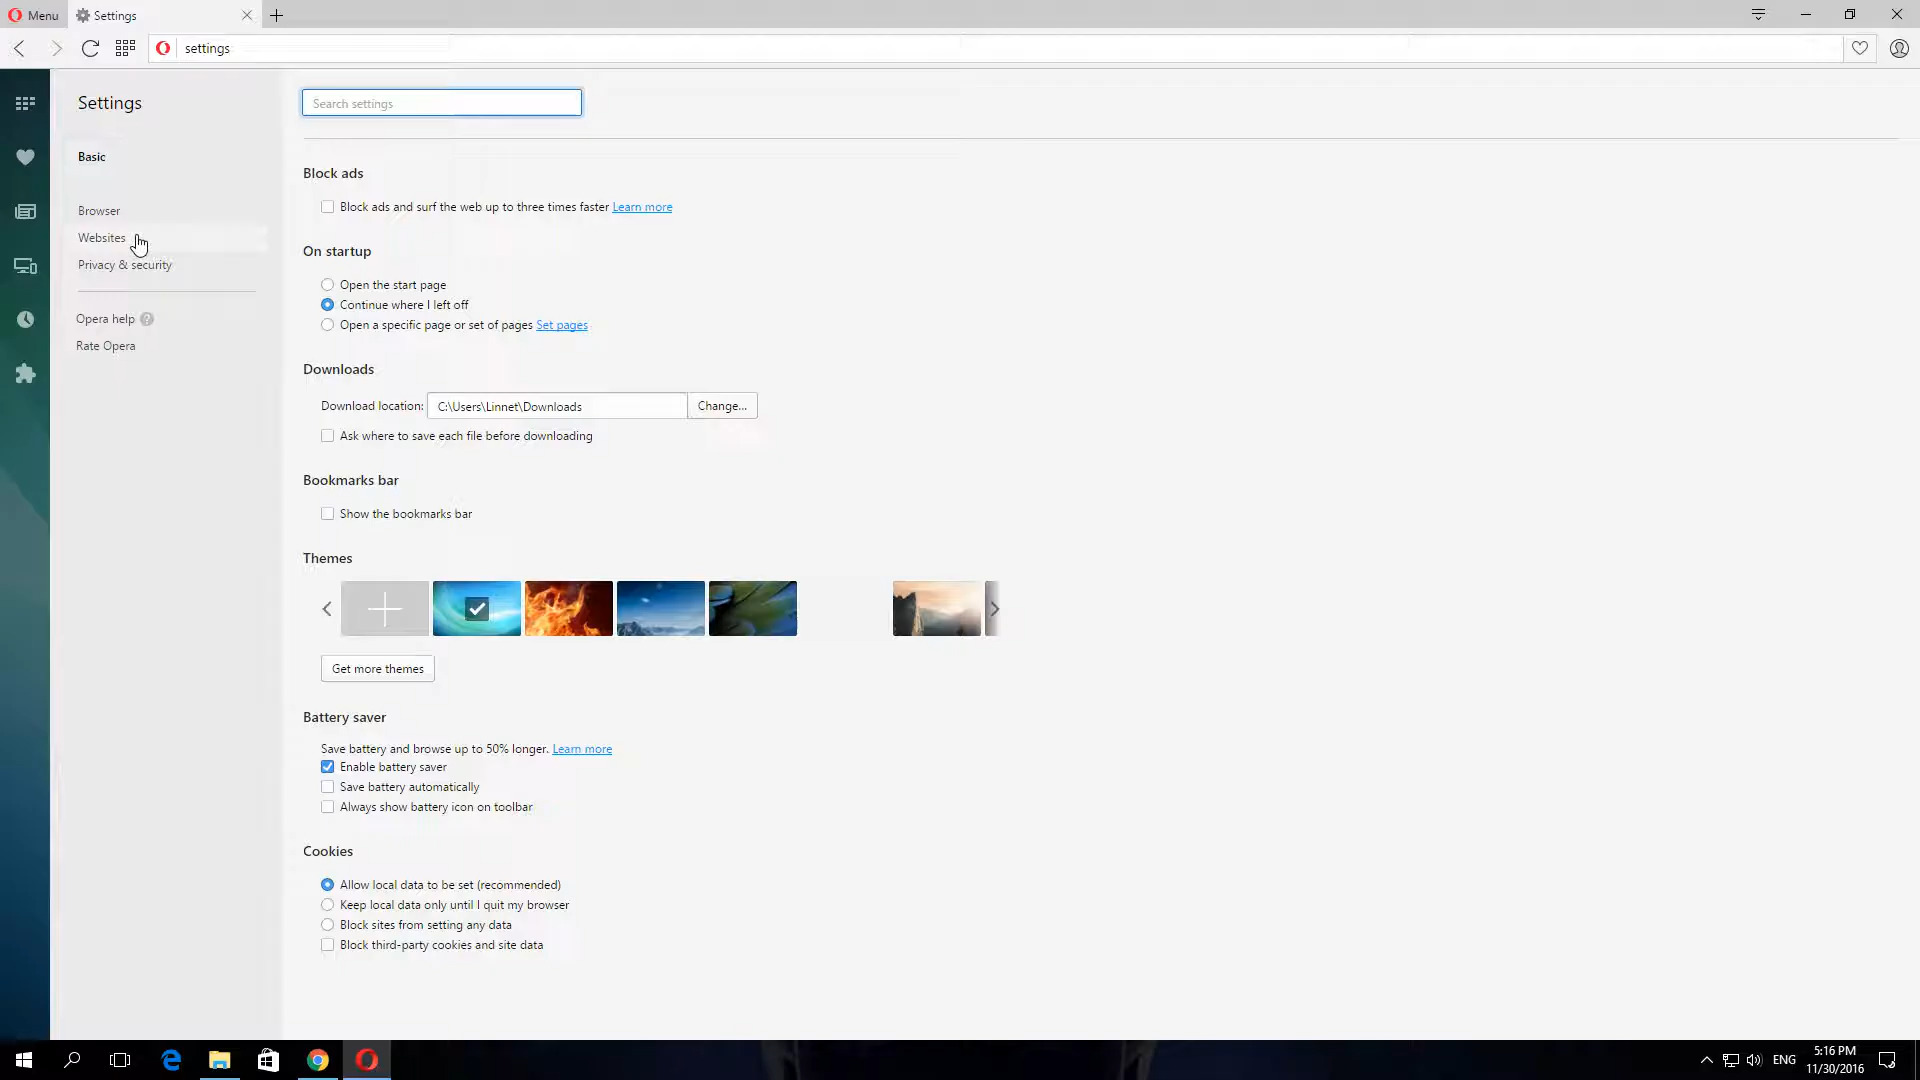 Menu
Settings
settings
Settings
Search settings
Basic
Block ads
Block ads and surf the web up to three times faster Learn more
Browser
Websites
Privacy & security
On startup
Open the start page
Continue where I left off
Open a specific page or set of pages Set pages
Opera help ?
Rate Opera
Downloads
Download location: C:\Users\Linnet\Downloads Change...
Ask where to save each file before downloading
Bookmarks bar
Show the bookmarks bar
Themes
Get more themes
Battery saver
Save battery and browse up to 50% longer. Learn more
Enable battery saver
Save battery automatically
Always show battery icon on toolbar
Cookies
Allow local data to be set (recommended)
Keep local data only until I quit my browser
Block sites from setting any data
Block third-party cookies and site data
ENG
5:16 PM
11/30/2016